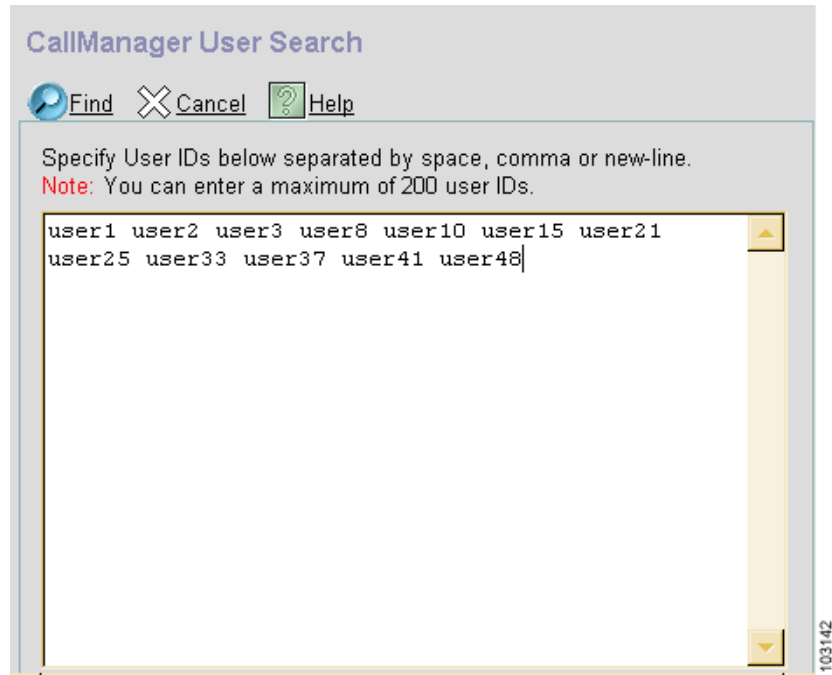 CallManager User Search
Find Cancel Help
Specify User IDs below separated by space, comma or new-line.
Note: You can enter a maximum of 200 user IDs.
user1 user2 user3 user8 user10 user15 user21
user25 user33 user37 user41 user48
103142